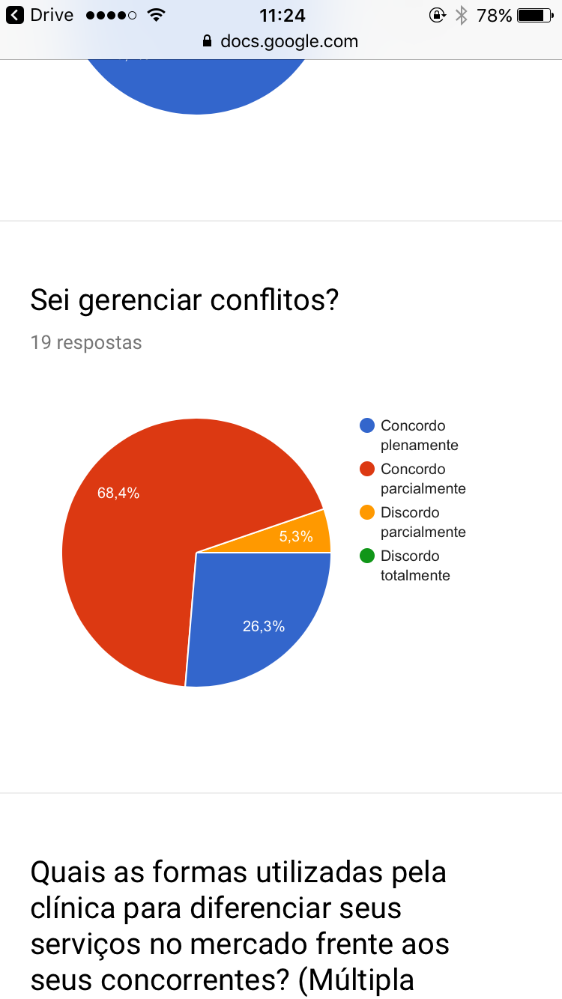 Drive 11:24 78%
docs.google.com
Sei gerenciar conflitos?
19 respostas
Concordo
plenamente
Concordo
parcialmente
Discordo
parcialmente
Discordo
totalmente
68,4%
5,3%
26,3%
Quais as formas utilizadas pela
clínica para diferenciar seus
serviços no mercado frente aos
seus concorrentes? (Múltipla